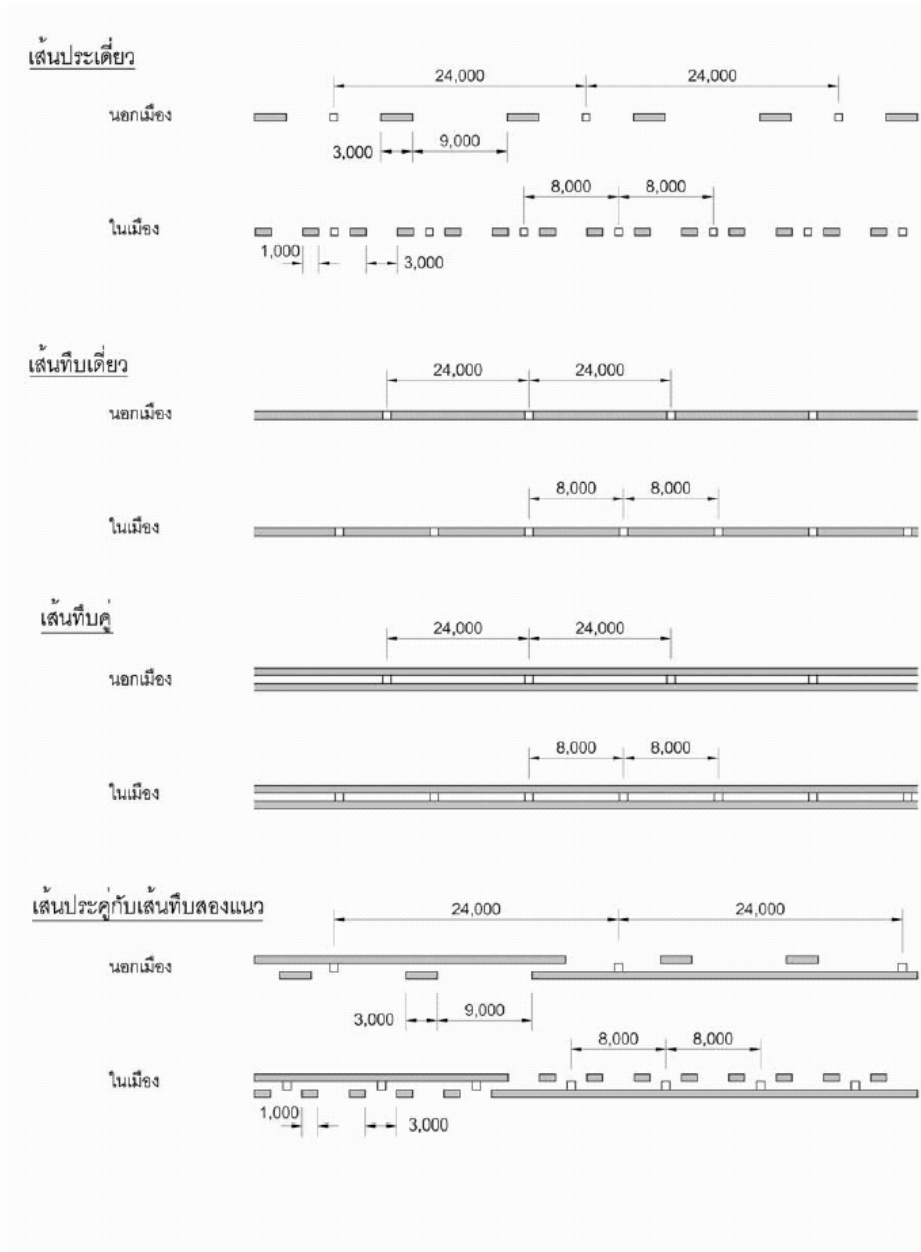 เส้นประเดี่ยว
24,000 24,000
นอกเมือง
3,000 9,000
8,000 8,000
ในเมือง
1,000 3,000
เส้นทึบเดี่ยว
24,000 24,000
นอกเมือง
8,000 8,000
ในเมือง
เส้นทึบคู่
24,000 24,000
นอกเมือง
8,000 8,000
ในเมือง
เส้นประคู่กับเส้นทึบสองแนว
24,000 24,000
นอกเมือง
3,000 9,000
8,000 8,000
ในเมือง
1,000 3,000